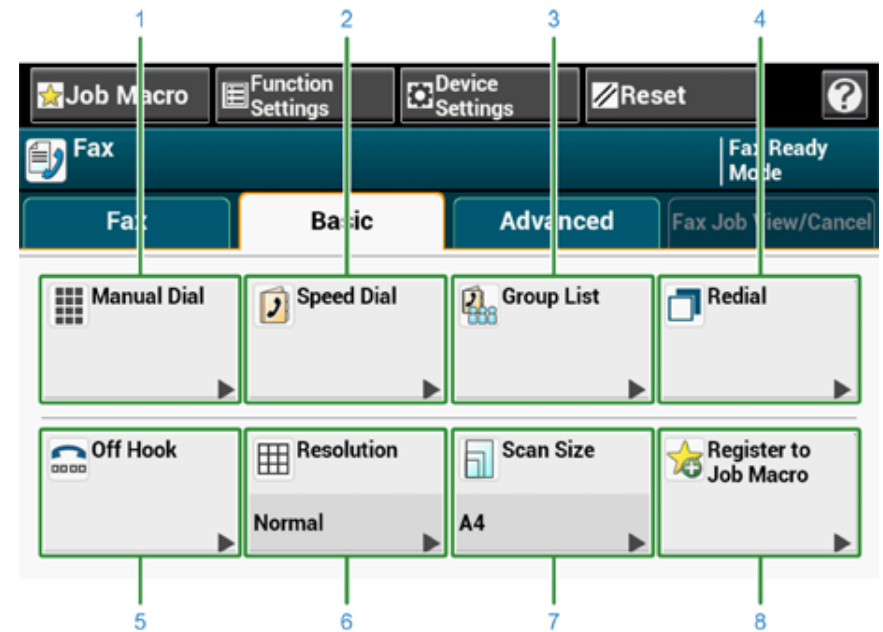 1 2 3 4
Job Macro
Function
Settings
Device
Settings
Reset
?
Fax
Fax Ready
Mode
Fax Basic Advanced Fax Job View/Cancel
Manual Dial Speed Dial Group List Redial
Off Hook Resolution Scan Size Register to
Job Macro
Normal A4
5 6 7 8